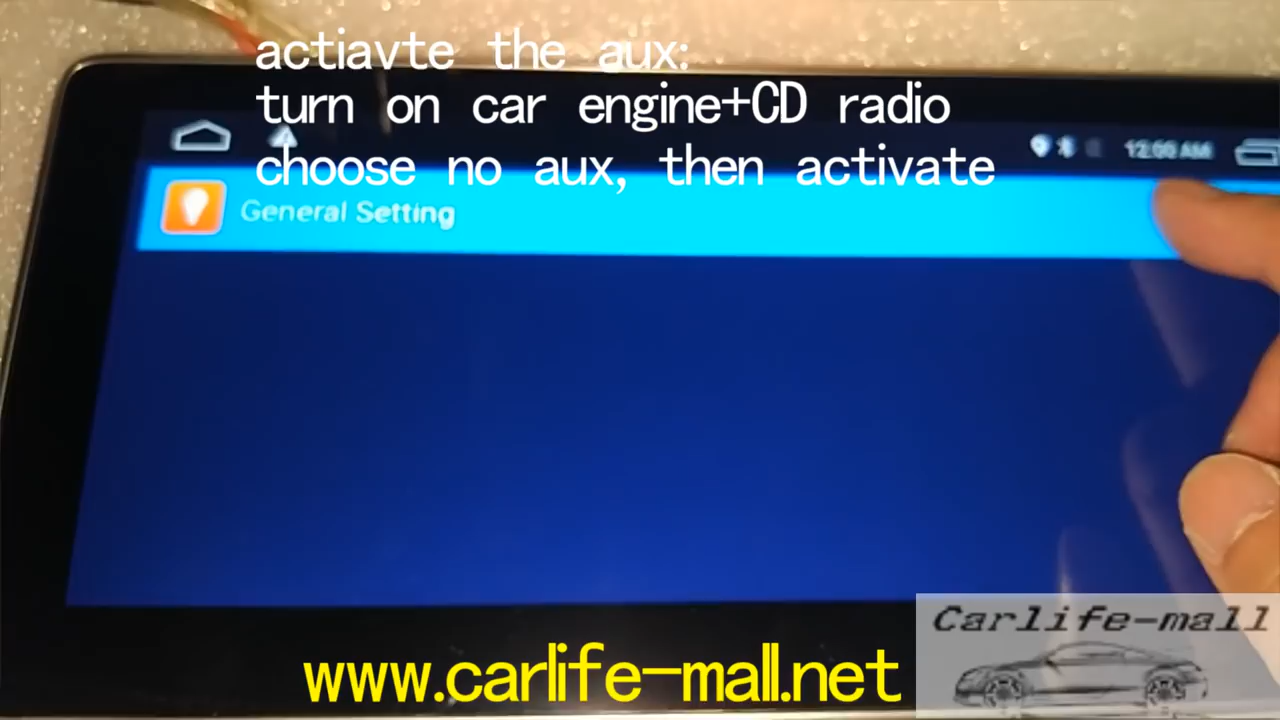 actiavte the aux:
turn on car engine+CD radio
12:00 AM
choose no aux, then activate
General Setting
Carlife-mall
www.carlife-mall.net